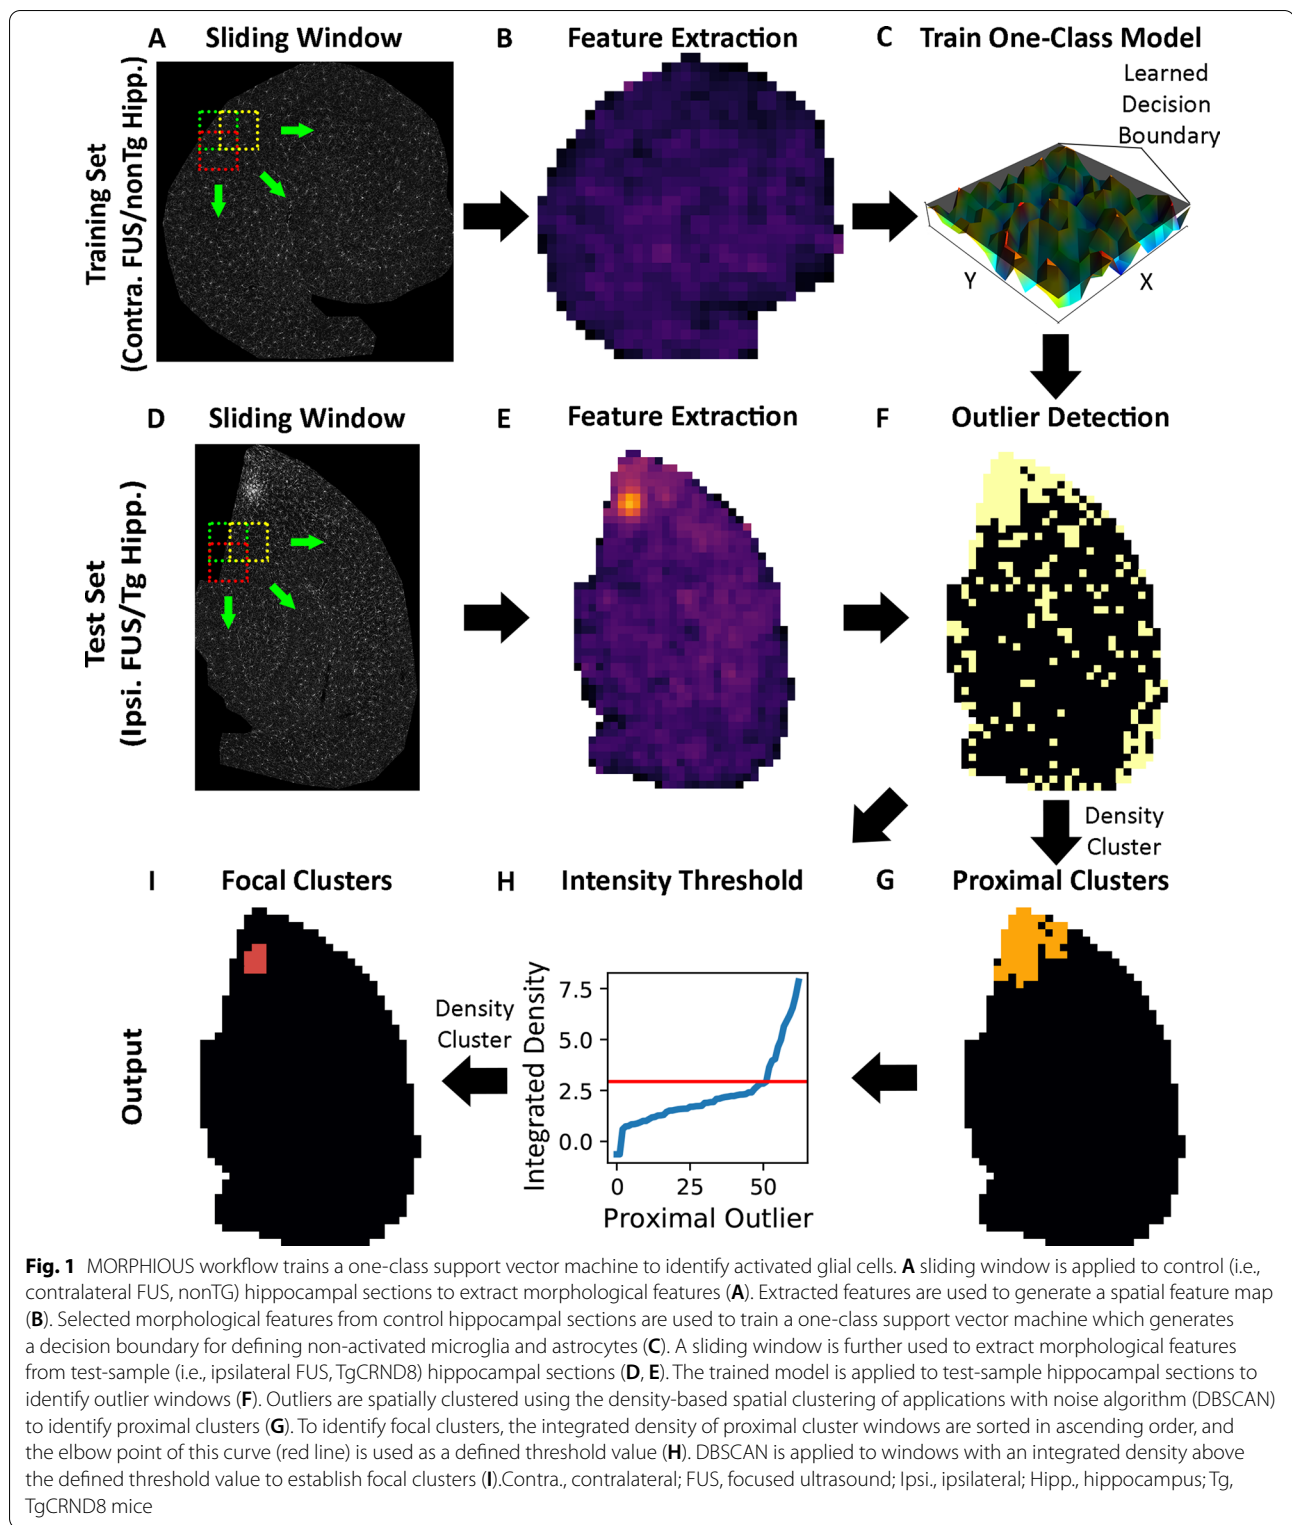 A Sliding Window
B Feature Extraction
C Train One-Class Model
Training Set
(Contra. FUS/nonTg Hipp.)
Learned
Decision
Boundary
Y
X
D Sliding Window
E Feature Extraction
F Outlier Detection
Test Set
(Ipsi. FUS/Tg Hipp.)
Density
Cluster
I Focal Clusters
H Intensity Threshold
G Proximal Clusters
Output
Density
Cluster
Integrated Density
7.5
5.0
2.5
0.0
0 25 50
Proximal Outlier
Fig. 1 MORPHIOUS workflow trains a one-class support vector machine to identify activated glial cells. A sliding window is applied to control (i.e.,
contralateral FUS, nonTG) hippocampal sections to extract morphological features (A). Extracted features are used to generate a spatial feature map
(B). Selected morphological features from control hippocampal sections are used to train a one-class support vector machine which generates
a decision boundary for defining non-activated microglia and astrocytes (C). A sliding window is further used to extract morphological features
from test-sample (i.e., ipsilateral FUS, TgCRND8) hippocampal sections (D, E). The trained model is applied to test-sample hippocampal sections to
identify outlier windows (F). Outliers are spatially clustered using the density-based spatial clustering of applications with noise algorithm (DBSCAN)
to identify proximal clusters (G). To identify focal clusters, the integrated density of proximal cluster windows are sorted in ascending order, and
the elbow point of this curve (red line) is used as a defined threshold value (H). DBSCAN is applied to windows with an integrated density above
the defined threshold value to establish focal clusters (I).Contra., contralateral; FUS, focused ultrasound; Ipsi., ipsilateral; Hipp., hippocampus; Tg,
TgCRND8 mice